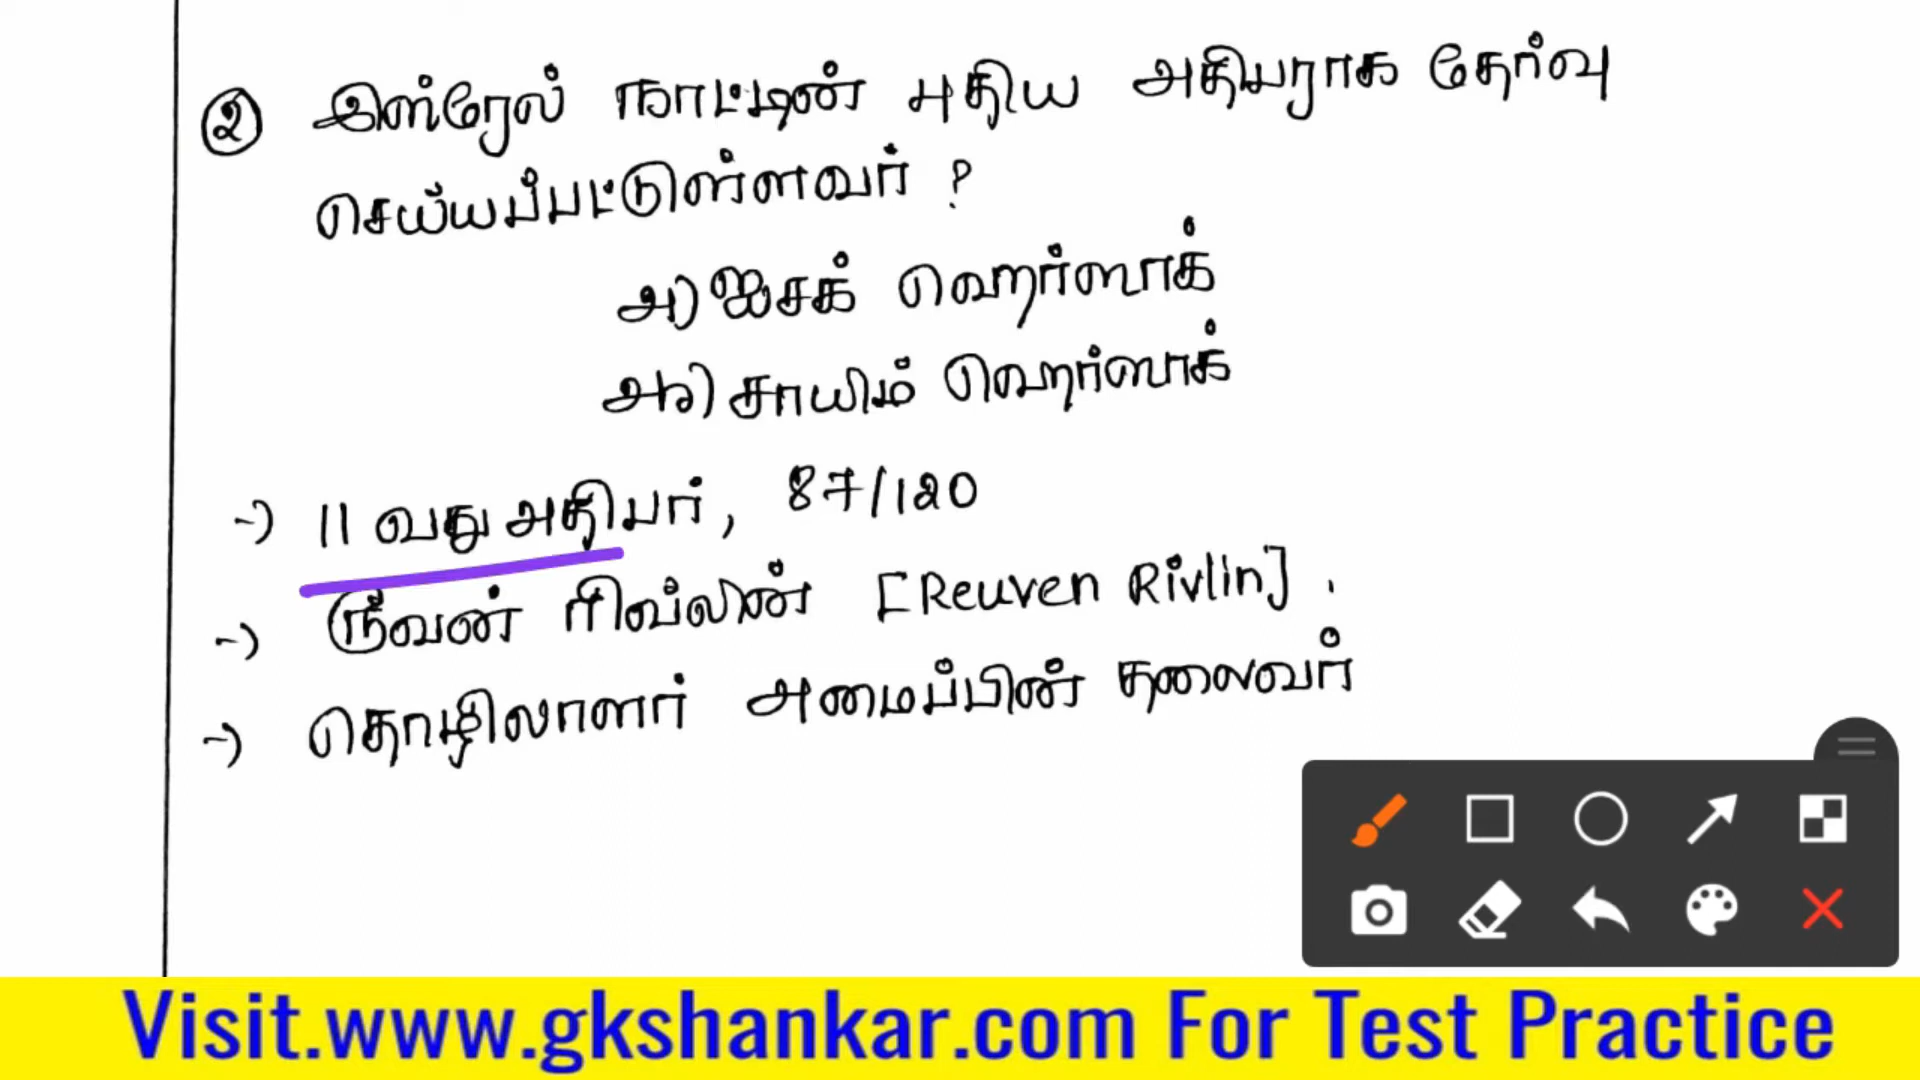 ② இஸ்ரேல் நாட்டின் புதிய அதிபராக தேர்வு
செய்யப்பட்டுள்ளவர் ?
அ) ஐசக் ஹெர்ஸாக்
ஆ) சாயிம் ஹெர்ஸாக்
→ 11 வது அதிபர், 87/120
→ ரீவன் ரிவ்லின் [Reuven Rivlin] .
→ தொழிலாளர் அமைப்பின் தலைவர்
Visit.www.gkshankar.com For Test Practice